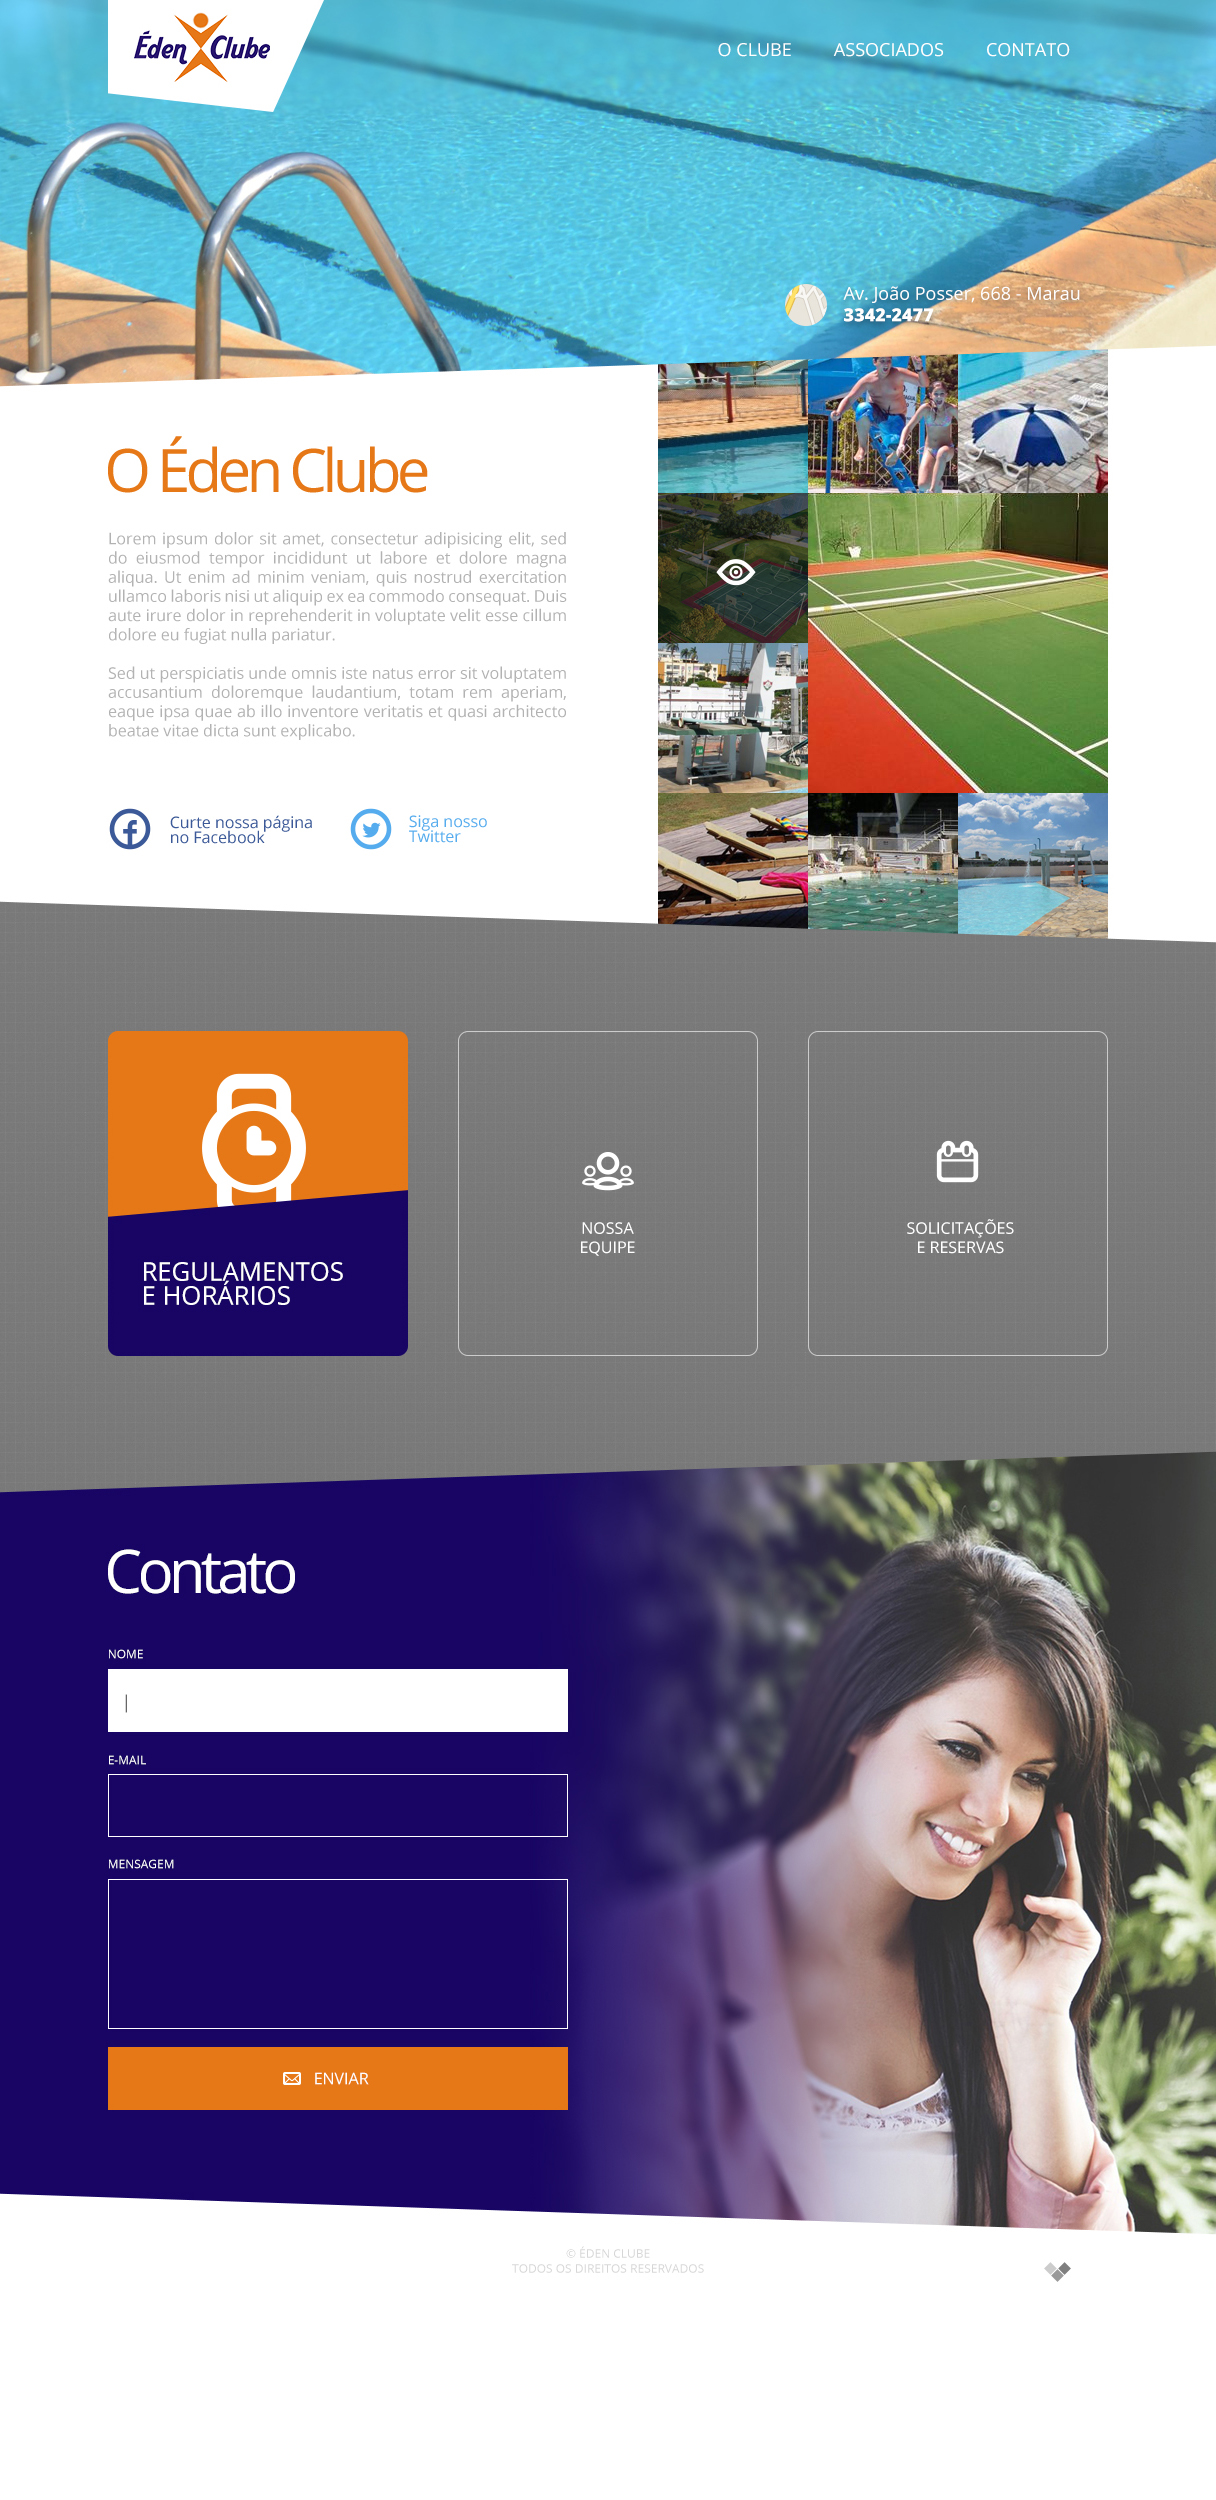 Éden Clube
O CLUBE ASSOCIADOS CONTATO
Av. João Posser, 668 - Marau
3342-2477
O Éden Clube
Lorem ipsum dolor sit amet, consectetur adipisicing elit, sed
do eiusmod tempor incididunt ut labore et dolore magna
aliqua. Ut enim ad minim veniam, quis nostrud exercitation
ullamco laboris nisi ut aliquip ex ea commodo consequat. Duis
aute irure dolor in reprehenderit in voluptate velit esse cillum
dolore eu fugiat nulla pariatur.
Sed ut perspiciatis unde omnis iste natus error sit voluptatem
accusantium doloremque laudantium, totam rem aperiam,
eaque ipsa quae ab illo inventore veritatis et quasi architecto
beatae vitae dicta sunt explicabo.
Curte nossa página
no Facebook
Siga nosso
Twitter
REGULAMENTOS
E HORÁRIOS
NOSSA
EQUIPE
SOLICITAÇÕES
E RESERVAS
Contato
NOME
E-MAIL
MENSAGEM
ENVIAR
© ÉDEN CLUBE
TODOS OS DIREITOS RESERVADOS